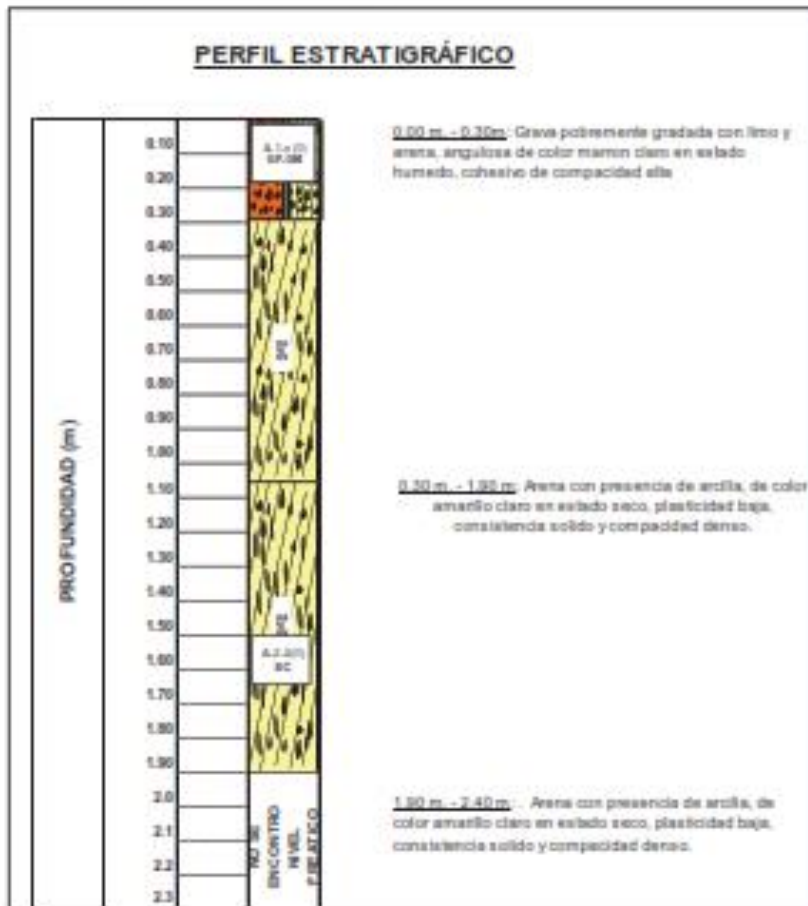 PERFIL ESTRATIGRÁFICO
0.00 m. - 0.30m: Grava pobremente gradada con limo y
arena, angulosa de color marron claro en estado
humedo, cohesivo de compacidad alta
PROFUNDIDAD (m)
0.10
0.20
0.30
0.40
0.50
0.60
0.70
0.80
0.90
1.00
1.10
1.20
1.30
1.40
1.50
1.60
1.70
1.80
1.90
2.0
2.1
2.2
2.3
GP-GM
SC
0.30 m. - 1.90 m: Arena con presencia de arcilla, de color
amarillo claro en estado seco, plasticidad baja,
consistencia solido y compacidad denso.
NO SE
ENCONTRO
NIVEL
FREATICO
1.90 m. - 2.40 m: . Arena con presencia de arcilla, de
color amarillo claro en estado seco, plasticidad baja,
consistencia solido y compacidad denso.